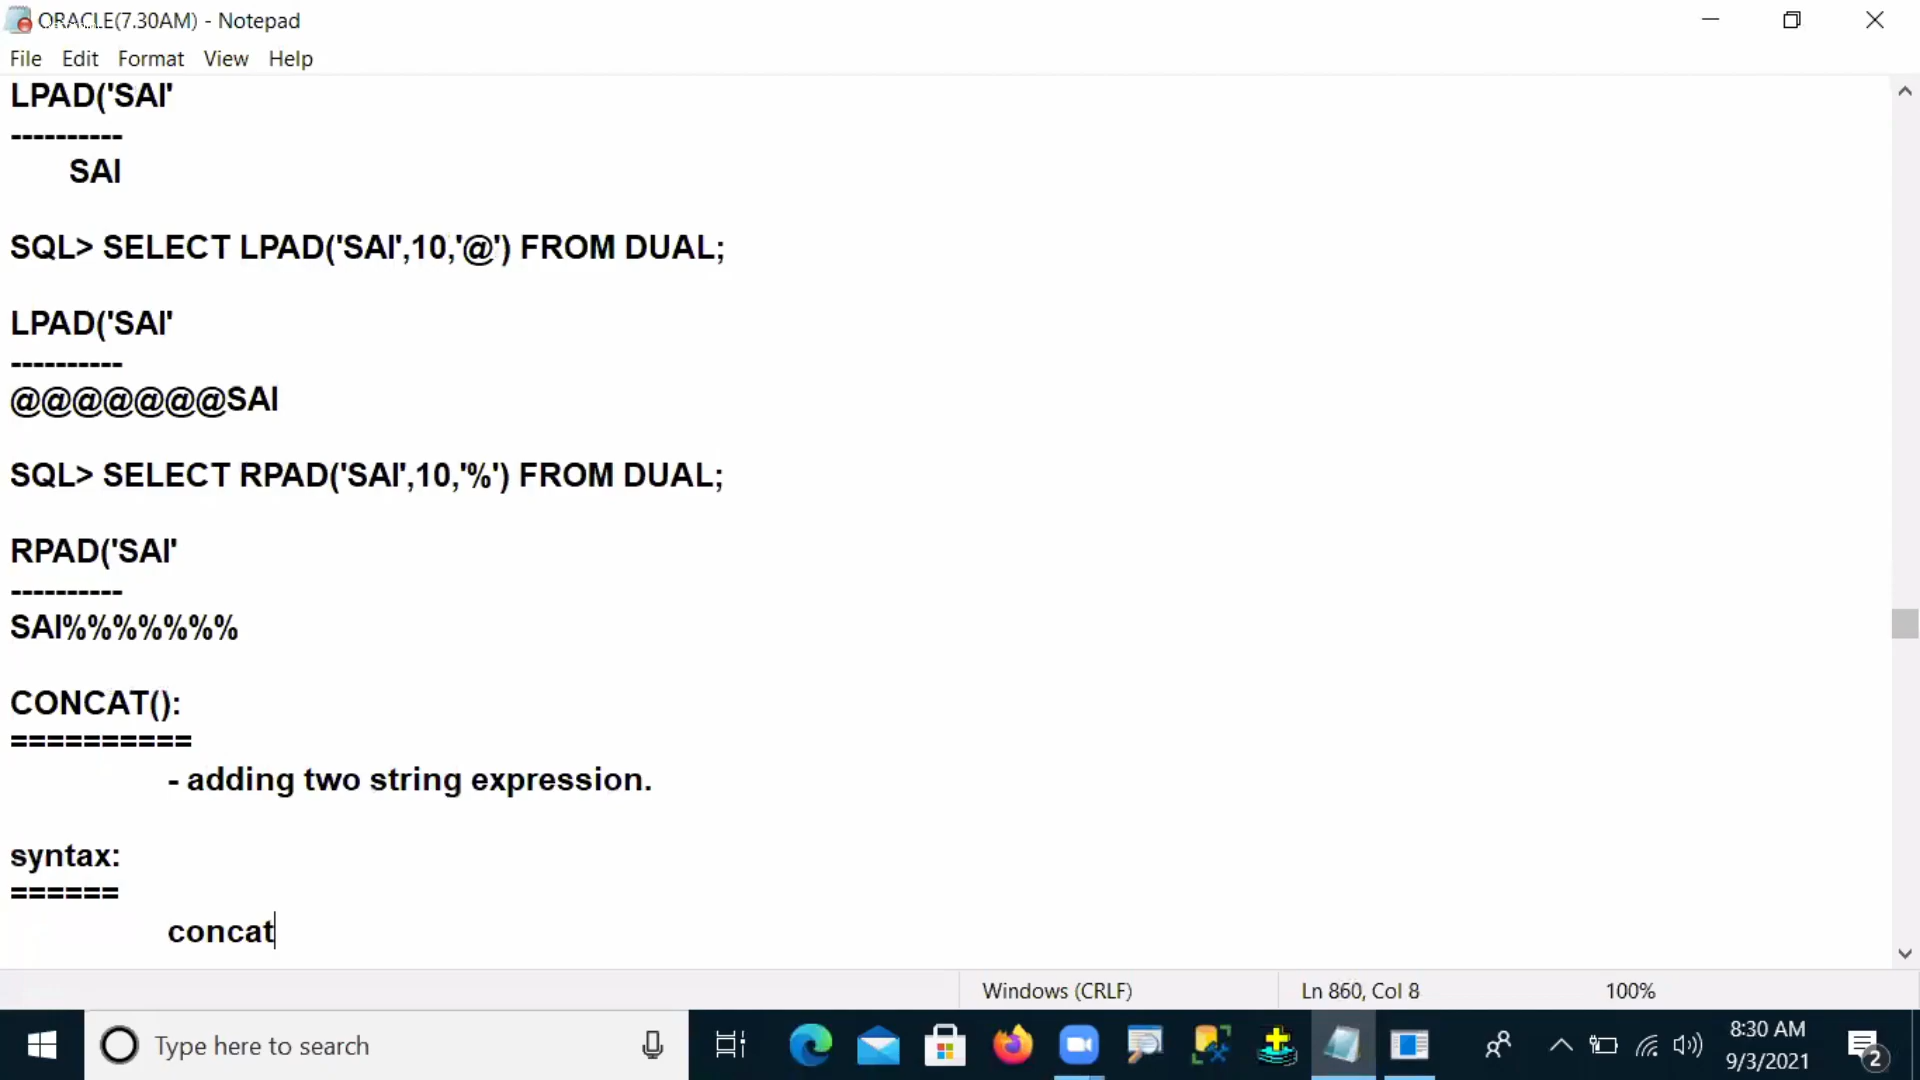 ORACLE(7.30AM) - Notepad
File Edit Format View Help
LPAD('SAI'
----------
SAI
SQL> SELECT LPAD('SAI',10,'@') FROM DUAL;
LPAD('SAI'
----------
@@@@@@@SAI
SQL> SELECT RPAD('SAI',10,'%') FROM DUAL;
RPAD('SAI'
----------
SAI%%%%%%%
CONCAT():
==========
- adding two string expression.
syntax:
======
concat
Windows (CRLF) Ln 860, Col 8 100%
Type here to search
8:30 AM
9/3/2021
2